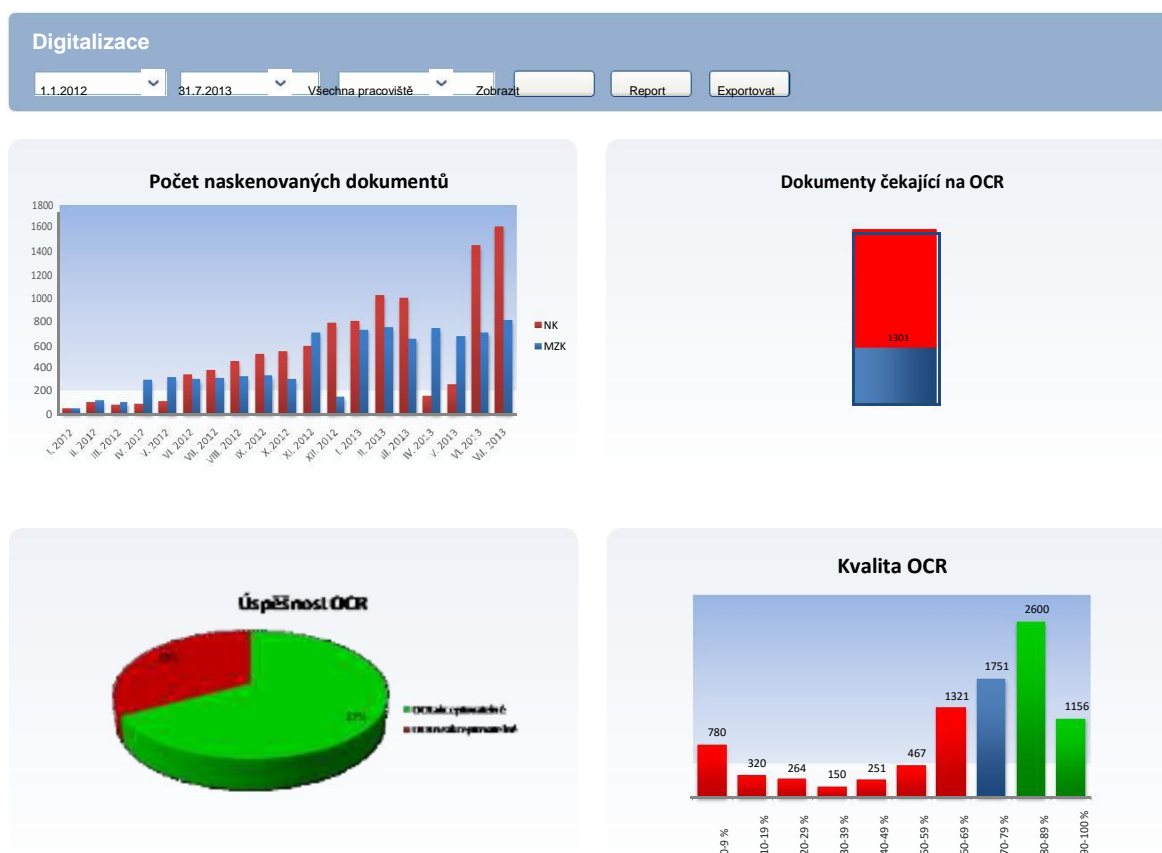 Digitalizace
1.1.2012 31.7.2013 Všechna pracoviště Zobrazit Report Exportovat
Počet naskenovaných dokumentů
1800
1600
1400
1200
1000
800
600
400
200
0
NK
MZK
I. 2012 II. 2012 III. 2012 IV. 2012 V. 2012 VI. 2012 VII. 2012 VIII. 2012 IX. 2012 X. 2012 XI. 2012 XII. 2012 I. 2013 II. 2013 III. 2013 IV. 2013 V. 2013 VI. 2013 VII. 2013
Dokumenty čekající na OCR
1301
Úspěšnost OCR
Kvalita OCR
780 320 264 150 251 467 1321 1751 2600 1156
0-9 % 10-19 % 20-29 % 30-39 % 40-49 % 50-59 % 60-69 % 70-79 % 80-89 % 90-100 %